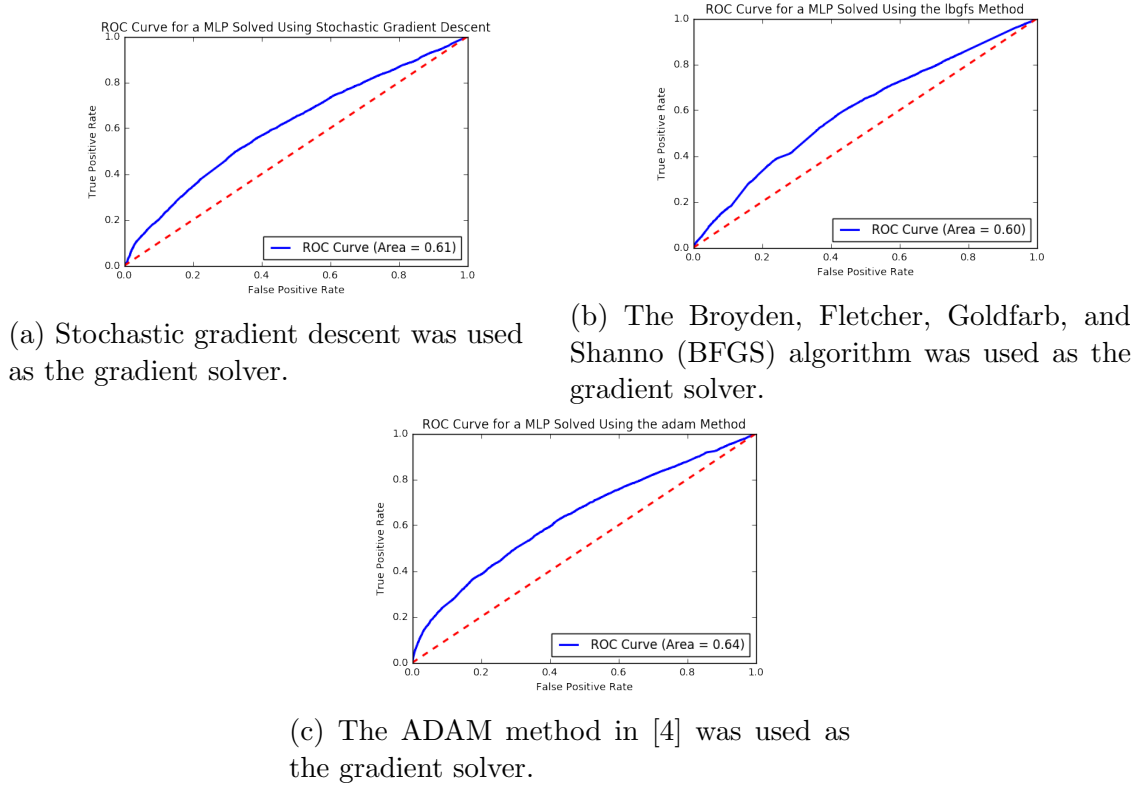 ROC Curve for a MLP Solved Using Stochastic Gradient Descent
1.0
0.8
0.6
0.4
0.2
0.0
True Positive Rate
ROC Curve (Area = 0.61)
0.0 0.2 0.4 0.6 0.8 1.0
False Positive Rate
(a) Stochastic gradient descent was used
as the gradient solver.
ROC Curve for a MLP Solved Using the lbgfs Method
1.0
0.8
0.6
0.4
0.2
0.0
True Positive Rate
ROC Curve (Area = 0.60)
0.0 0.2 0.4 0.6 0.8 1.0
False Positive Rate
(b) The Broyden, Fletcher, Goldfarb, and
Shanno (BFGS) algorithm was used as the
gradient solver.
ROC Curve for a MLP Solved Using the adam Method
1.0
0.8
0.6
0.4
0.2
0.0
True Positive Rate
ROC Curve (Area = 0.64)
0.0 0.2 0.4 0.6 0.8 1.0
False Positive Rate
(c) The ADAM method in [4] was used as
the gradient solver.